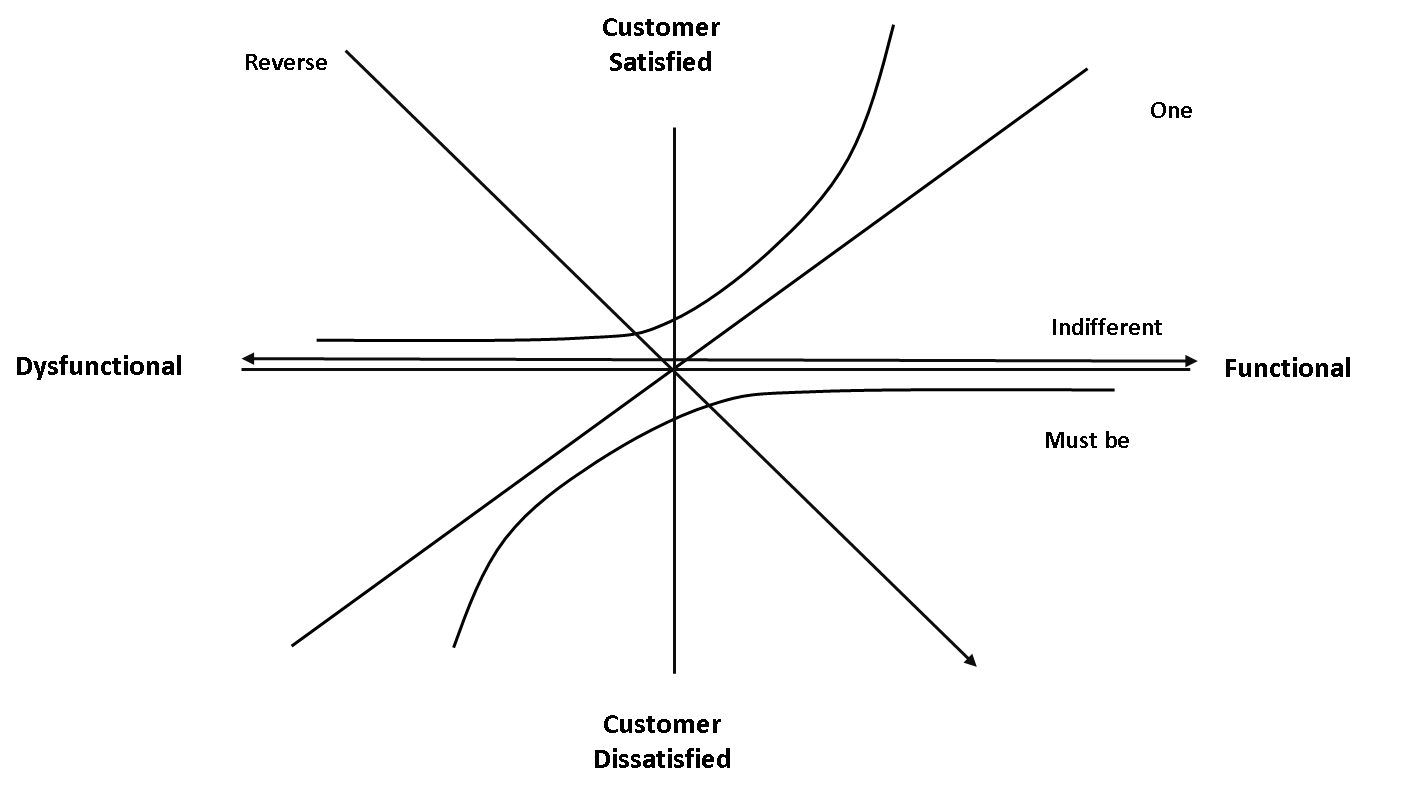 Customer
Satisfied
Reverse
One
Indifferent
Dysfunctional
Functional
Must be
Customer
Dissatisfied